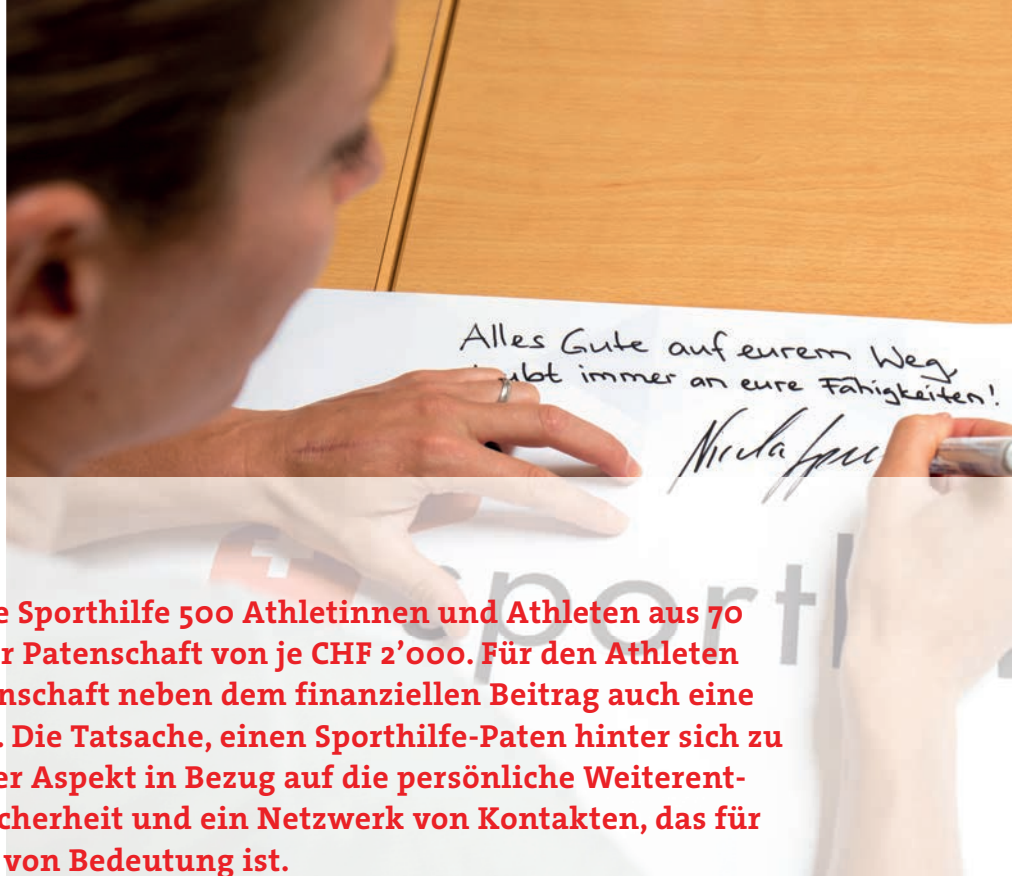 Alles Gute auf eurem Weg,
ubt immer an eure Fähigkeiten!
sporth
e Sporthilfe 500 Athletinnen und Athleten aus 70
r Patenschaft von je CHF 2’000. Für den Athleten
nschaft neben dem finanziellen Beitrag auch eine
. Die Tatsache, einen Sporthilfe-Paten hinter sich zu
er Aspekt in Bezug auf die persönliche Weiterent-
cherheit und ein Netzwerk von Kontakten, das für
von Bedeutung ist.